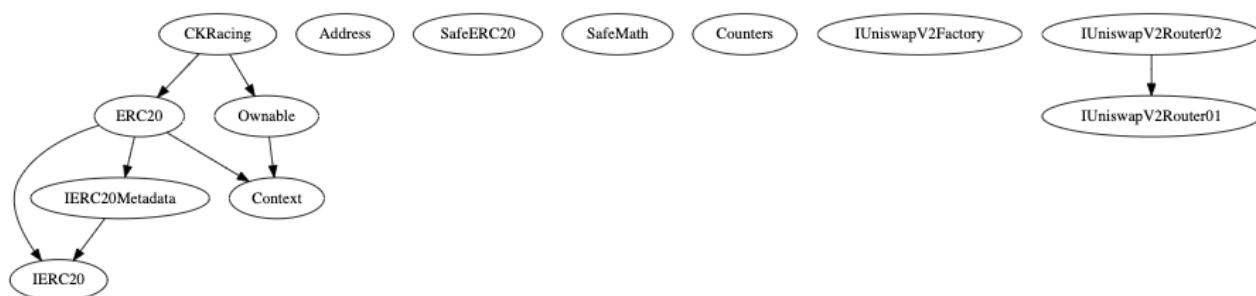 CKRacing
Address
SafeERC20
SafeMath
Counters
IUniswapV2Factory
IUniswapV2Router02
ERC20
Ownable
IUniswapV2Router01
IERC20Metadata
Context
IERC20